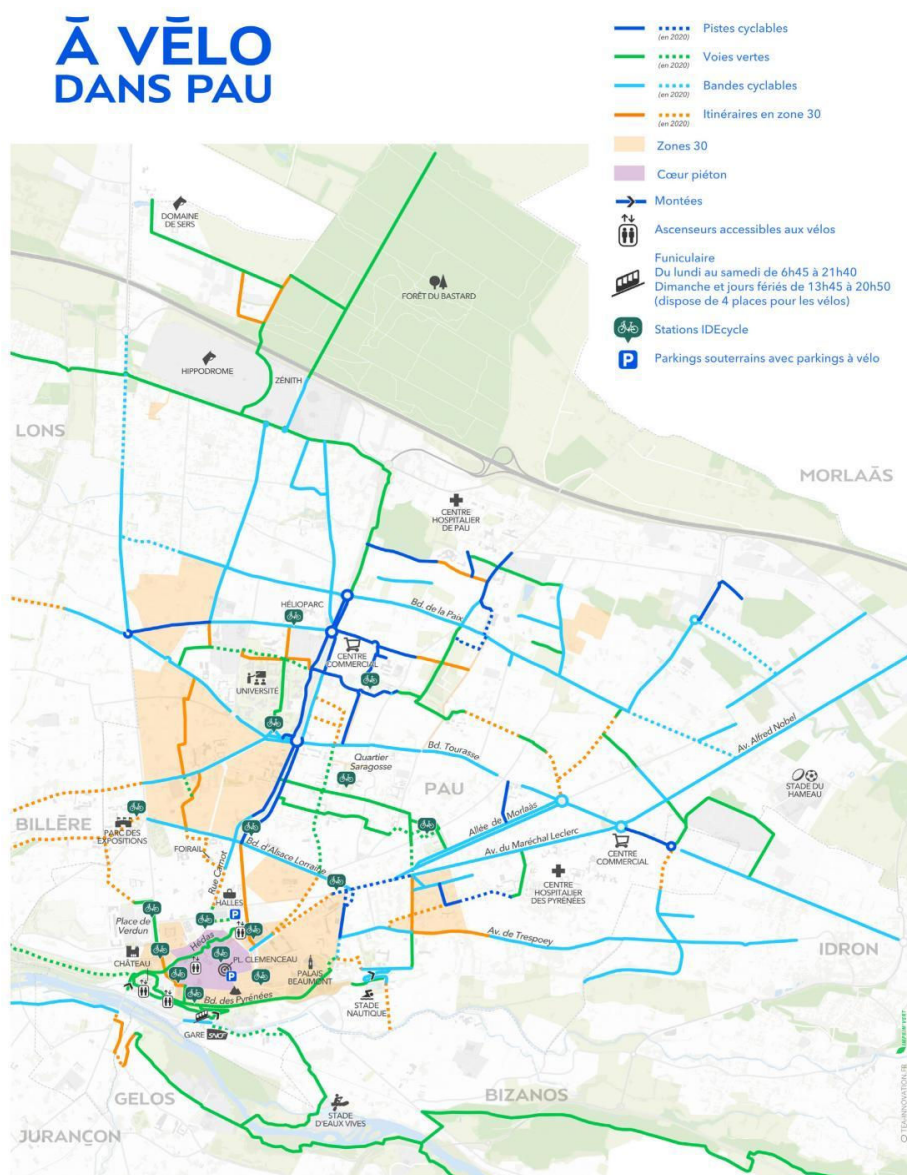 Ā VĒLO
DANS PAU
Pistes cyclables
(en 2020)
Voies vertes
(en 2020)
Bandes cyclables
(en 2020)
Itinéraires en zone 30
(en 2020)
Zones 30
Cœur piéton
Montées
Ascenseurs accessibles aux vélos
Funiculaire
Du lundi au samedi de 6h45 à 21h40
Dimanche et jours fériés de 13h45 à 20h50
(dispose de 4 places pour les vélos)
Stations IDEcycle
P
Parkings souterrains avec parkings à vélo
DOMAINE
DE SERS
FORÊT DU BASTARD
HIPPODROME
ZÉNITH
LONS
MORLAĀS
CENTRE
HOSPITALIER
DE PAU
HÉLIOPARC
Bd. de la Paix
CENTRE
COMMERCIAL
UNIVERSITÉ
Av. Alfred Nobel
Bd. Tourasse
Quartier
Saragosse
PAU
STADE DU
HAMEAU
BILLĒRE
PARC DES
EXPOSITIONS
Allée de Morlaàs
Av. du Maréchal Leclerc
CENTRE
COMMERCIAL
FOIRAIL
Rue Carnot
Bd. d'Alsace Lorraine
CENTRE
HOSPITALIER
DES PYRÉNÉES
HALLES
P
Place de
Verdun
Hédas
Av. de Trespoey
IDRON
CHÂTEAU
PL. CLEMENCEAU
P
PALAIS
BEAUMONT
Bd. des Pyrénées
STADE
NAUTIQUE
GARE SNCF
GELOS
BIZANOS
STADE
D'EAUX VIVES
JURANÇON